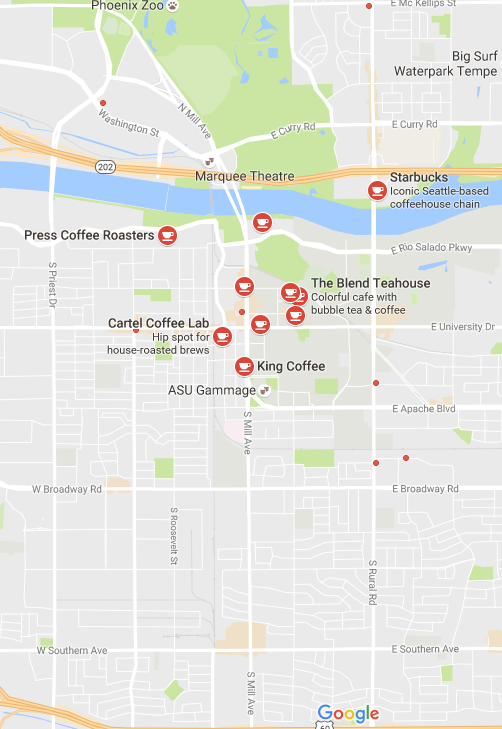 Phoenix Zoo
E Mc Kellips St
Big Surf
Waterpark Tempe
N Mill Ave
Washington St
E Curry Rd
E Curry Rd
202
Marquee Theatre
Starbucks
Iconic Seattle-based
coffeehouse chain
Press Coffee Roasters
E Rio Salado Pkwy
S Priest Dr
The Blend Teahouse
Colorful cafe with
bubble tea & coffee
Cartel Coffee Lab
Hip spot for
house-roasted brews
E University Dr
King Coffee
ASU Gammage
E Apache Blvd
S Mill Ave
W Broadway Rd
E Broadway Rd
S Roosevelt St
S Rural Rd
W Southern Ave
E Southern Ave
S Mill Ave
Google
60